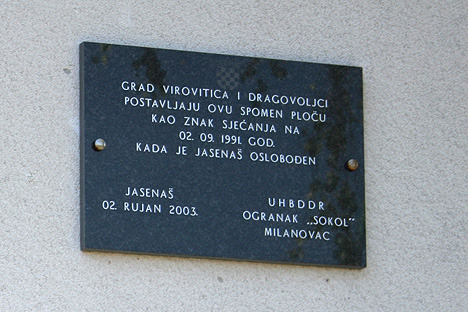 GRAD VIROVITICA I DRAGOVOLJCI
POSTAVLJAJU OVU SPOMEN PLOČU
KAO ZNAK SJEĆANJA NA
02. 09. 1991. GOD.
KADA JE JASENAŠ OSLOBOĐEN
JASENAŠ
02. RUJAN 2003.
UHBDDR
OGRANAK „SOKOL“
MILANOVAC